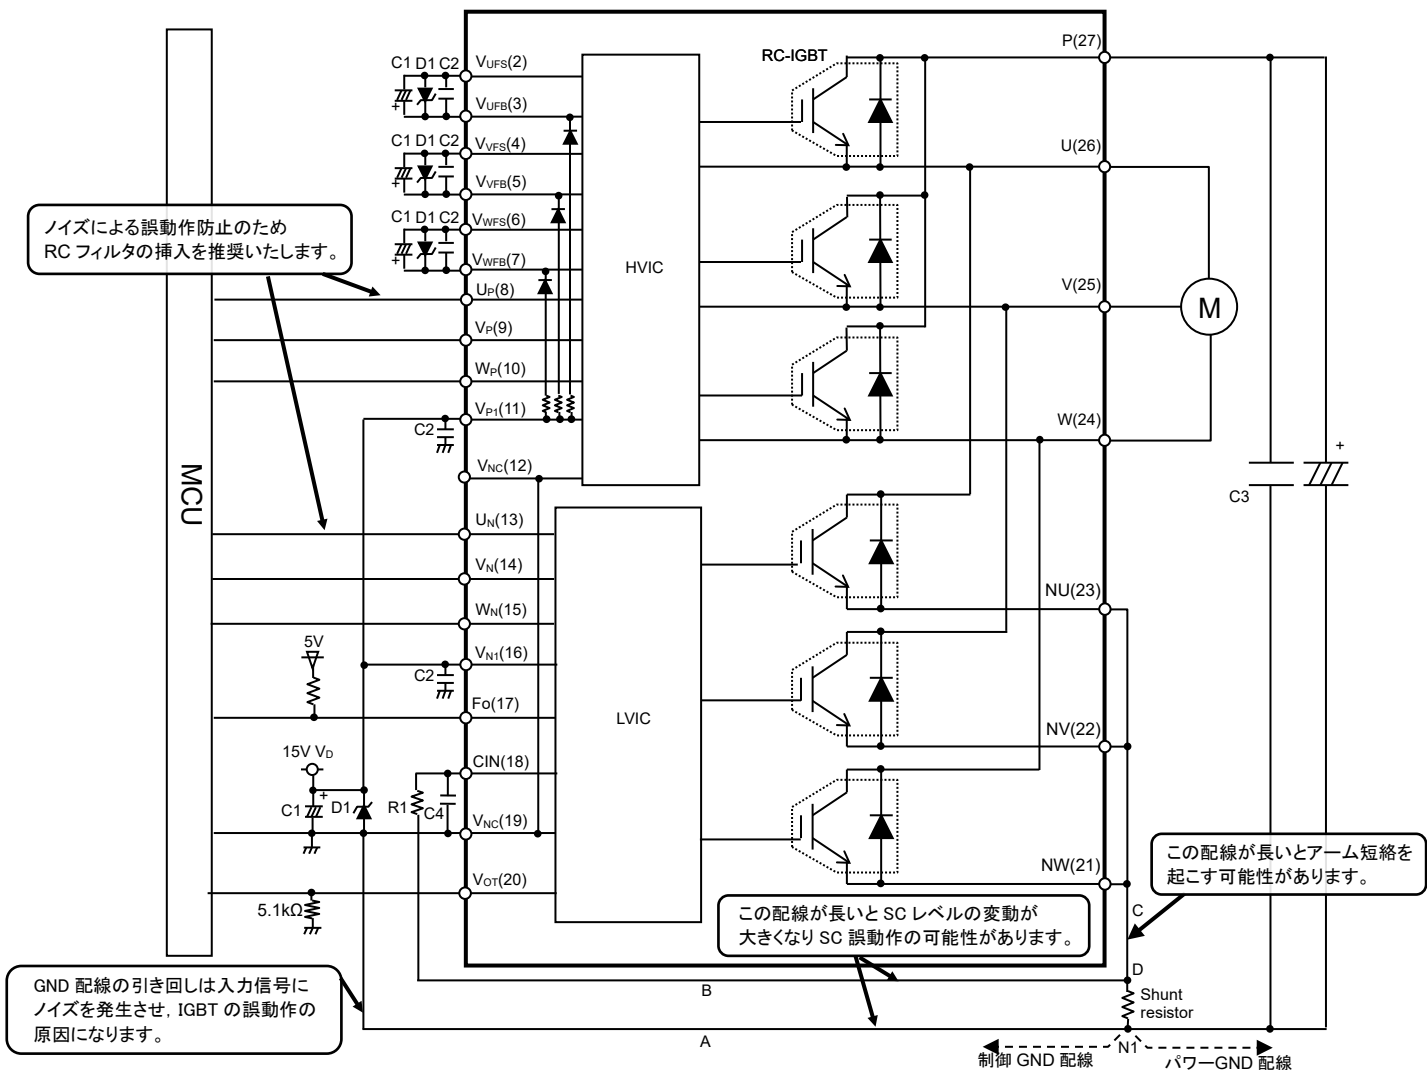 P(27)
RC-IGBT
C1 D1 C2
VUFS(2)
+
VUFB(3)
U(26)
C1 D1 C2
VVFS(4)
+
VVFB(5)
ノイズによる誤動作防止のため
RC フィルタの挿入を推奨いたします。
C1 D1 C2
VWFS(6)
+
VWFB(7)
HVIC
UP(8)
V(25)
M
VP(9)
WP(10)
VP1(11)
C2
W(24)
+
MCU
VNC(12)
C3
UN(13)
VN(14)
NU(23)
WN(15)
5V
VN1(16)
C2
Fo(17)
LVIC
NV(22)
15V VD
CIN(18)
+
C1
D1
R1
C4
VNC(19)
この配線が長いとアーム短絡を
起こす可能性があります。
NW(21)
VOT(20)
5.1kΩ
この配線が長いと SC レベルの変動が
大きくなり SC 誤動作の可能性があります。
C
D
GND 配線の引き回しは入力信号に
ノイズを発生させ, IGBT の誤動作の
原因になります。
B
Shunt
resistor
A
N1
制御 GND 配線
パワーGND 配線